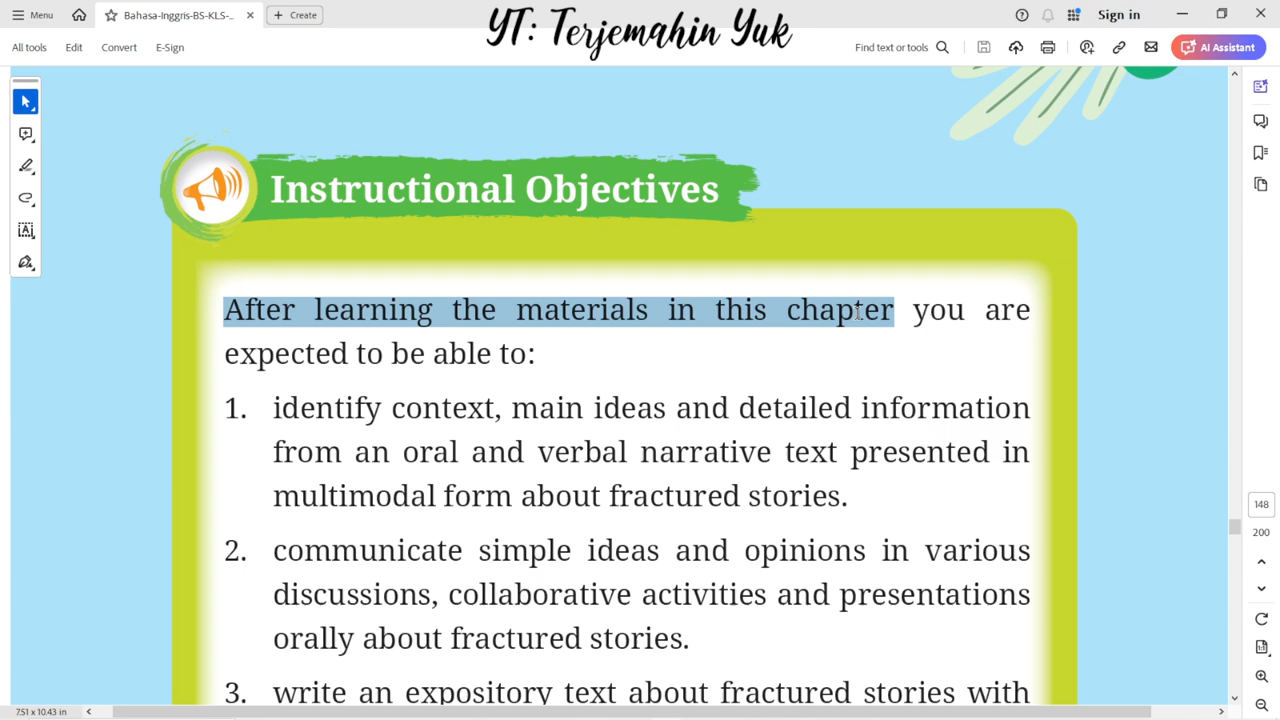 Menu
Bahasa-Inggris-BS-KLS-...
Create
YT: Terjemahin Yuk
Sign in
All tools
Edit
Convert
E-Sign
Find text or tools
AI Assistant
Instructional Objectives
After learning the materials in this chapter you are
expected to be able to:
1. identify context, main ideas and detailed information
from an oral and verbal narrative text presented in
multimodal form about fractured stories.
2. communicate simple ideas and opinions in various
discussions, collaborative activities and presentations
orally about fractured stories.
3. write an expository text about fractured stories with
148
200
7.51 x 10.43 in